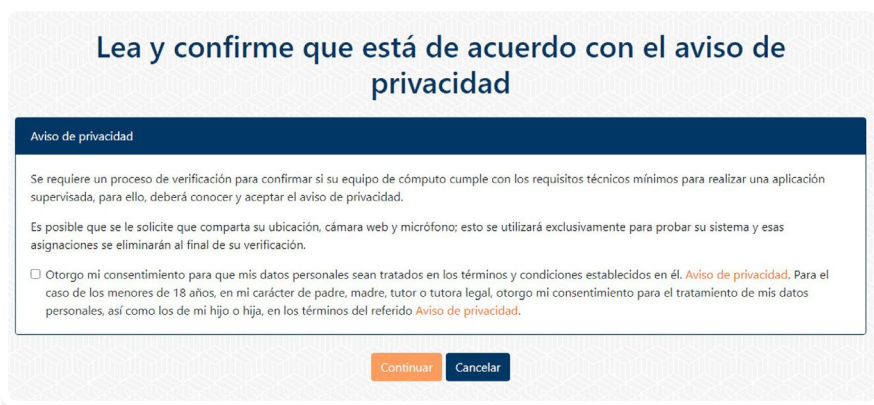 Lea y confirme que está de acuerdo con el aviso de
privacidad
Aviso de privacidad
Se requiere un proceso de verificación para confirmar si su equipo de cómputo cumple con los requisitos técnicos mínimos para realizar una aplicación
supervisada, para ello, deberá conocer y aceptar el aviso de privacidad.
Es posible que se le solicite que comparta su ubicación, cámara web y micrófono; esto se utilizará exclusivamente para probar su sistema y esas
asignaciones se eliminarán al final de su verificación.
Otorgo mi consentimiento para que mis datos personales sean tratados en los términos y condiciones establecidos en él. Aviso de privacidad. Para el
caso de los menores de 18 años, en mi carácter de padre, madre, tutor o tutora legal, otorgo mi consentimiento para el tratamiento de mis datos
personales, así como los de mi hijo o hija, en los términos del referido Aviso de privacidad.
Continuar Cancelar